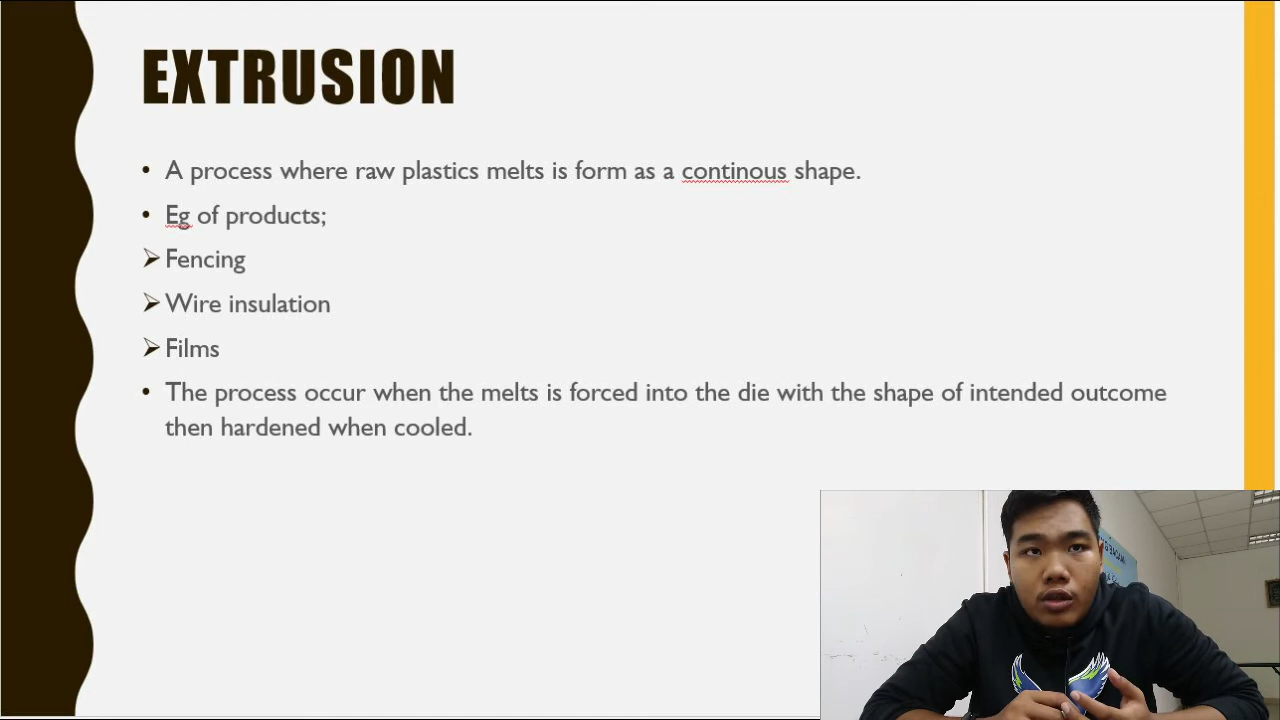 EXTRUSION
• A process where raw plastics melts is form as a continous shape.
• Eg of products;
➢ Fencing
➢ Wire insulation
➢ Films
• The process occur when the melts is forced into the die with the shape of intended outcome
then hardened when cooled.